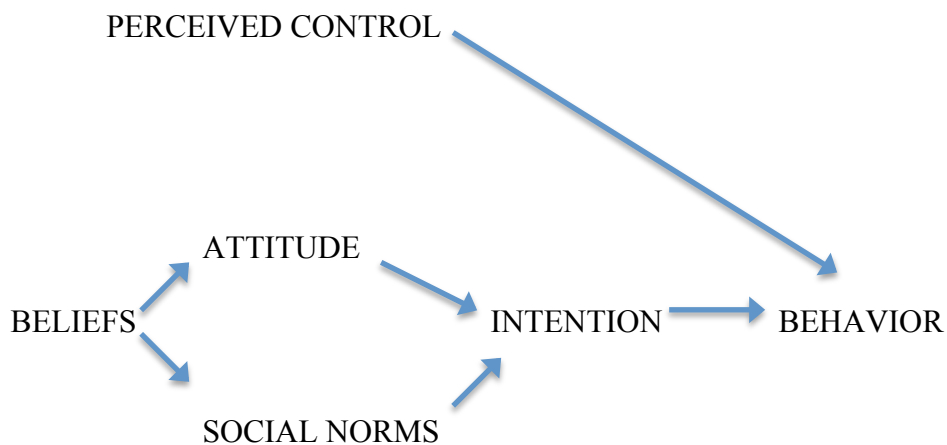 PERCEIVED CONTROL
ATTITUDE
BELIEFS
INTENTION
BEHAVIOR
SOCIAL NORMS